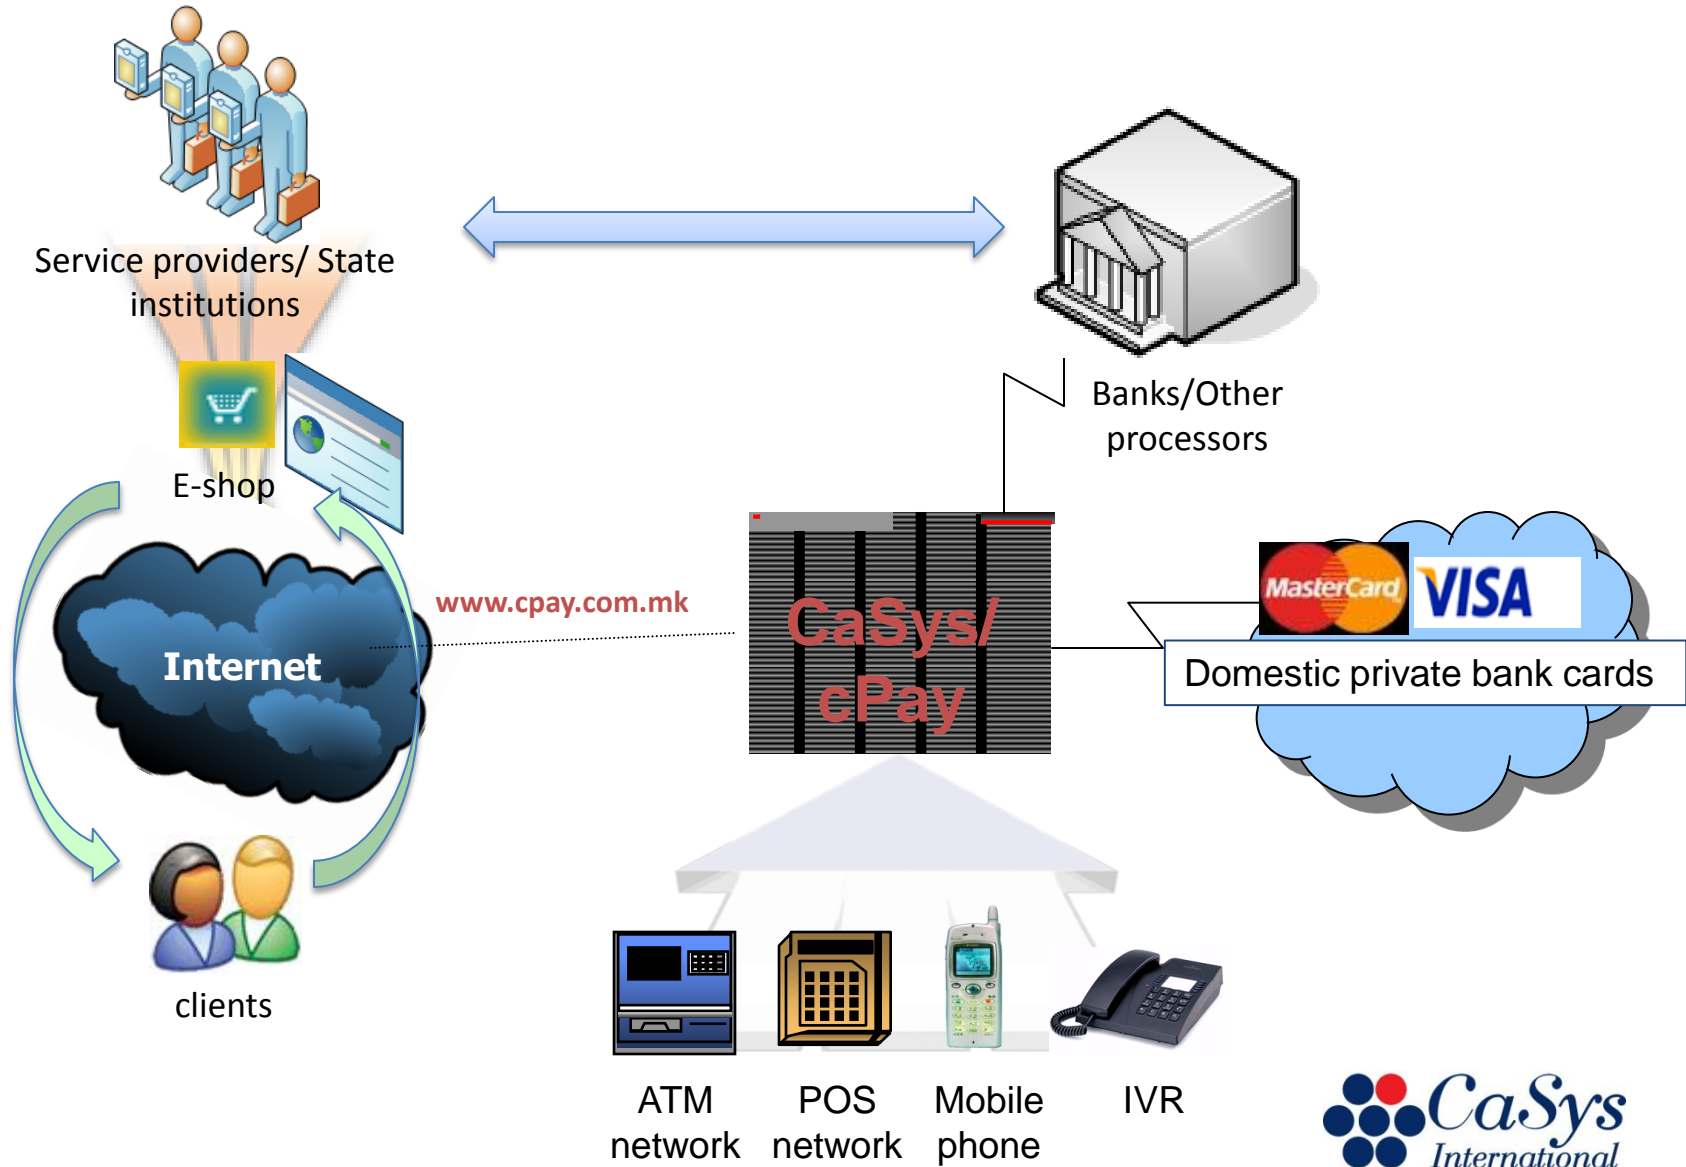 Service providers/ State
institutions
Banks/Other
processors
E-shop
www.cpay.com.mk
CaSys/
cPay
MasterCard
VISA
Domestic private bank cards
Internet
clients
ATM
network
POS
network
Mobile
phone
IVR
CaSys
International